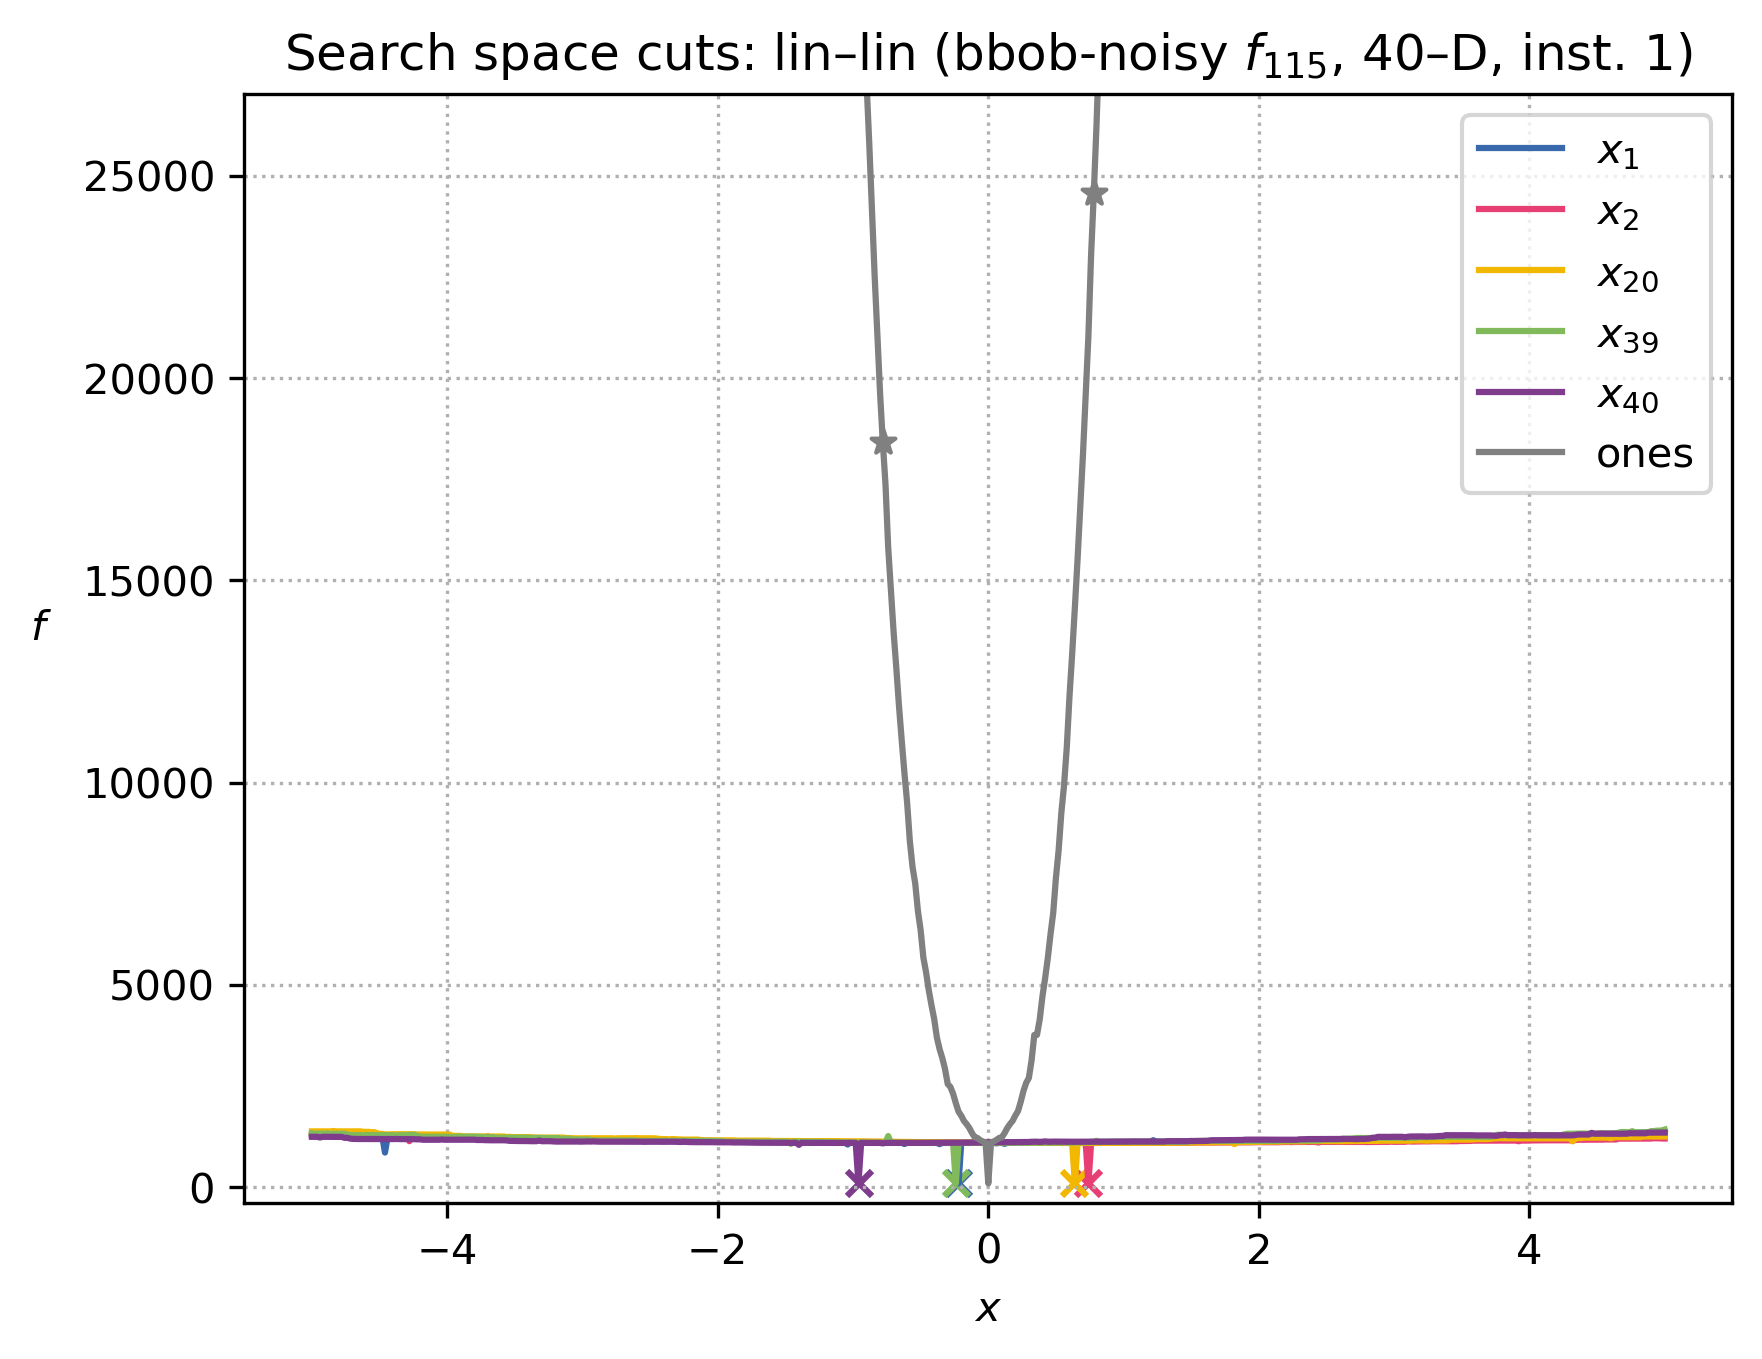 Search space cuts: lin–lin (bbob-noisy f₁₁₅, 40–D, inst. 1)
25000
20000
15000
10000
5000
0
f
−4
−2
0
2
4
x
x₁
x₂
x₂₀
x₃₉
x₄₀
ones